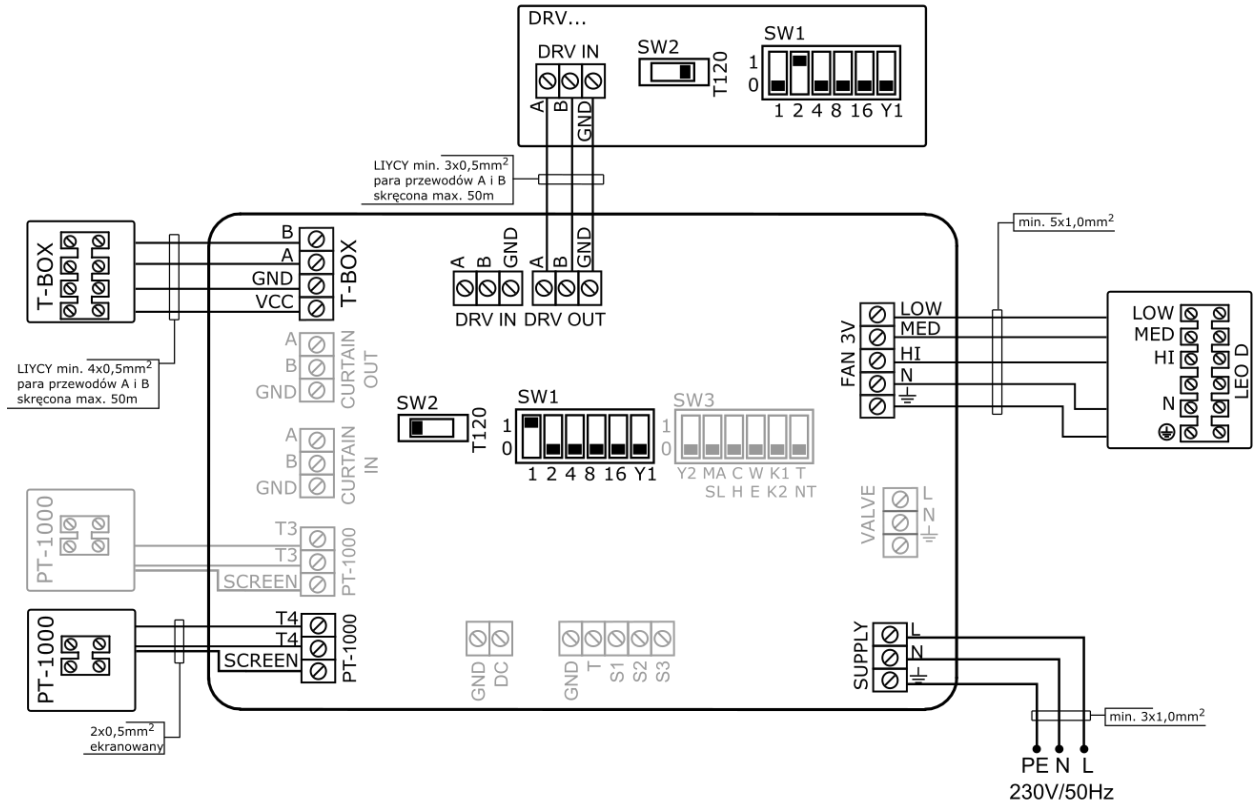 DRV...
DRV IN
A
B
GND
SW2
T120
SW1
1
0
1 2 4 8 16 Y1
LIYCY min. 3x0,5mm²
para przewodów A i B
skręcona max. 50m
T-BOX
B
A
GND
VCC
T-BOX
LIYCY min. 4x0,5mm²
para przewodów A i B
skręcona max. 50m
A
B
GND
DRV IN
A
B
GND
DRV OUT
A
B
GND
CURTAIN
OUT
A
B
GND
CURTAIN
IN
SW2
T120
SW1
1
0
1 2 4 8 16 Y1
SW3
1
0
Y2 MA C W K1 T
SL H E K2 NT
FAN 3V
LOW
MED
HI
N
min. 5x1,0mm²
LOW
MED
HI
N
LEO D
VALVE
L
N
PT-1000
T3
T3
SCREEN
PT-1000
PT-1000
T4
T4
SCREEN
PT-1000
2x0,5mm²
ekranowany
GND
DC
GND
T
S1
S2
S3
SUPPLY
L
N
min. 3x1,0mm²
PE N L
230V/50Hz